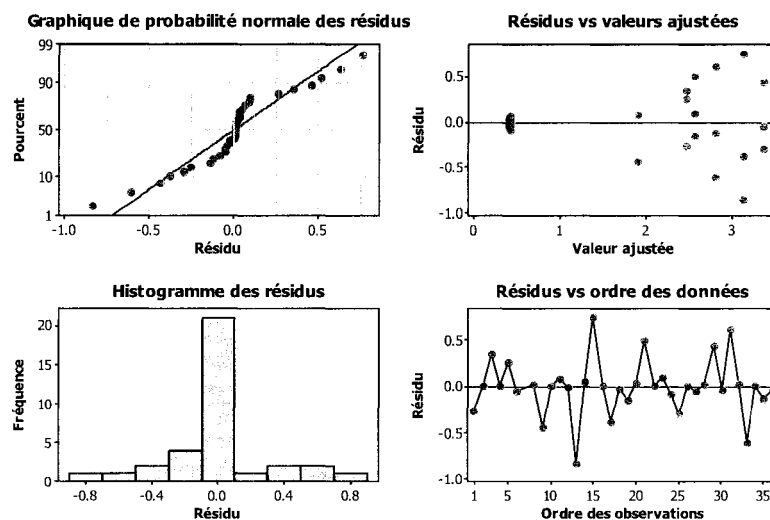 Graphique de probabilité normale des résidus
99
90
50
10
1
Pourcent
-1.0 -0.5 0.0 0.5
Résidu
Résidus vs valeurs ajustées
0.5
0.0
-0.5
-1.0
Résidu
0 1 2 3
Valeur ajustée
Histogramme des résidus
20
15
10
5
0
Fréquence
-0.8 -0.4 0.0 0.4 0.8
Résidu
Résidus vs ordre des données
0.5
0.0
-0.5
-1.0
Résidu
1 5 10 15 20 25 30 35
Ordre des observations